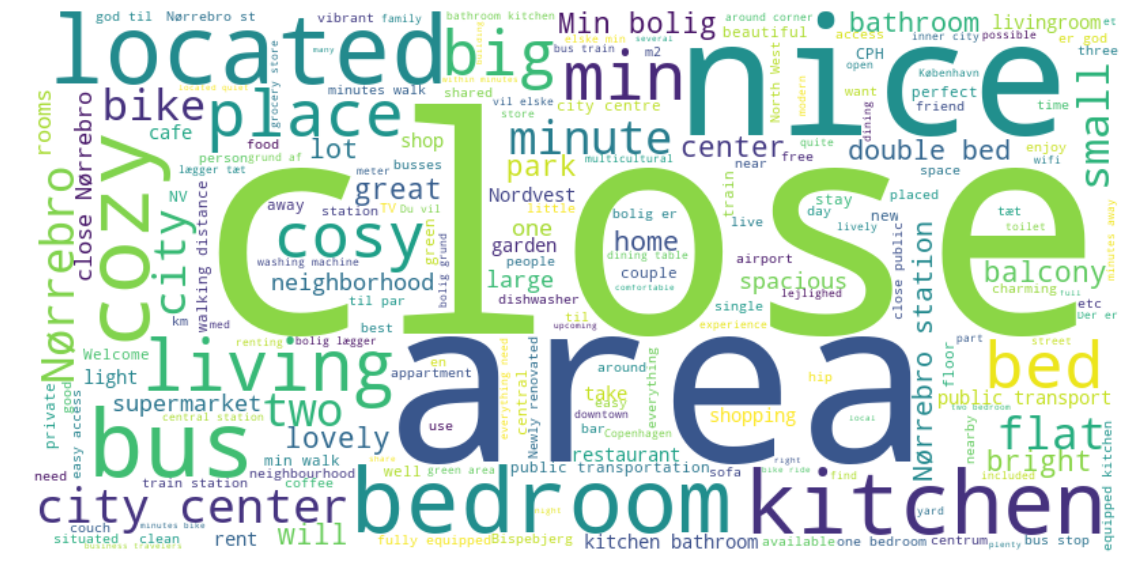 god til
Nørrebro st
vibrant
family
bathroom kitchen
Min bolig
around corner
bathroom
livingroom
et
located
big
building
elske min
several
beautiful
access
inner city
possible
er god
many
within minutes
bus train
m2
CPH
three
located quiet
grocery store
min
nice
open
København
minutes walk
shared
vil elske
North West
modern
want
perfect
rooms
bike
place
store
city centre
dining
friend
time
small
cafe
food
shop
minute
center
free
quite
enjoy
person
grund af
lot
multicultural
near
double bed
wifi
lægger tæt
busses
park
space
close Nørrebro
Nørrebro
cozy
city
NV
walking distance
meter
great
Nordvest
train
stay
placed
away
station
TV
Du vil
little
bolig er
live
day
new
tæt
close
green
one
home
lively
toilet
cosy
garden
people
dining table
airport
close public
minutes away
washing machine
neighborhood
bolig grund
large
couple
spacious
balcony
km
med
til par
dishwasher
comfortable
single
lejlighed
charming
full
best
til
upcoming
experience
etc
Der er
renting
bolig lægger
Nørrebro station
part
street
Welcome
living
en
appartment
everything need
Newly renovated
area
around
everything
hip
floor
bed
light
private
good
easy access
supermarket
two
central
take
easy
shopping
public transport
central station
use
downtown
local
two bedroom
bus
lovely
bar
Copenhagen
restaurant
flat
nearby
bright
need
min walk
share
well
green area
public transportation
sofa
right
bike ride
find
included
equipped kitchen
train station
neighbourhood
coffee
city center
bedroom
night
kitchen
yard
couch
minutes bike
situated
clean
rent
will
fully equipped
Bispebjerg
kitchen bathroom
available
one bedroom
centrum
plenty
bus stop
business travelers